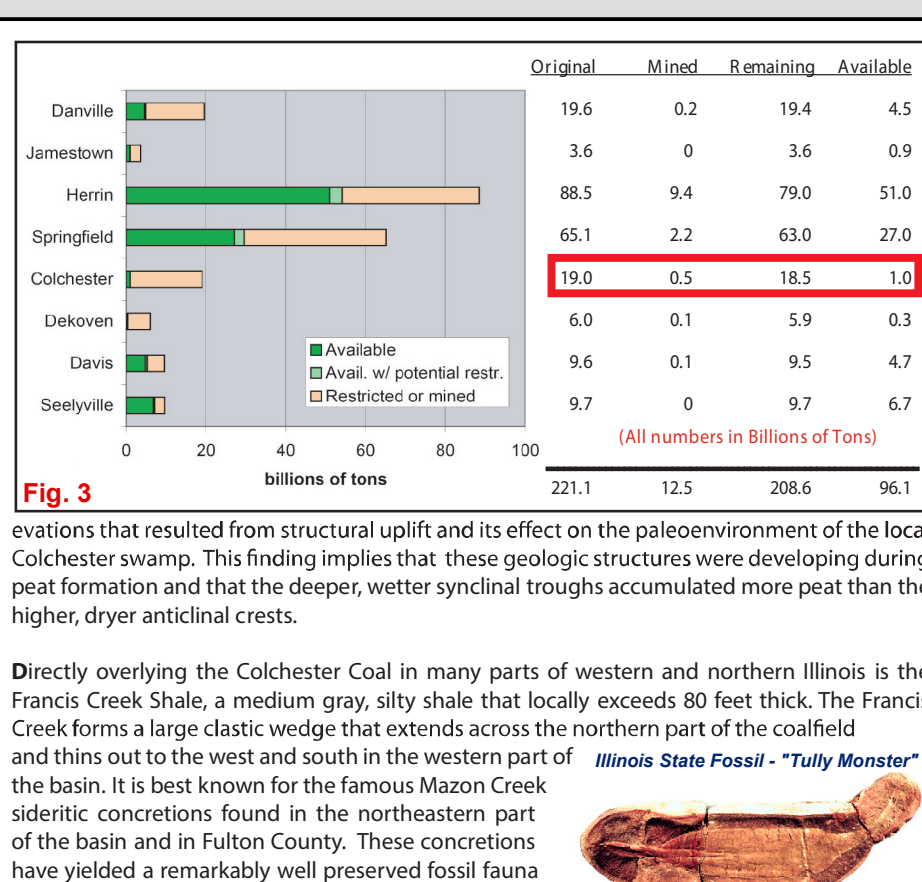 Original Mined Remaining Available
Danville 19.6 0.2 19.4 4.5
Jamestown 3.6 0 3.6 0.9
Herrin 88.5 9.4 79.0 51.0
Springfield 65.1 2.2 63.0 27.0
Colchester 19.0 0.5 18.5 1.0
Dekoven 6.0 0.1 5.9 0.3
Davis 9.6 0.1 9.5 4.7
Seelyville 9.7 0 9.7 6.7
Available
Avail. w/ potential restr.
Restricted or mined
0 20 40 60 80 100
billions of tons
(All numbers in Billions of Tons)
221.1 12.5 208.6 96.1
Fig. 3
evations that resulted from structural uplift and its effect on the paleoenvironment of the loca
Colchester swamp. This finding implies that these geologic structures were developing during
peat formation and that the deeper, wetter synclinal troughs accumulated more peat than the
higher, dryer anticlinal crests.
Directly overlying the Colchester Coal in many parts of western and northern Illinois is the
Francis Creek Shale, a medium gray, silty shale that locally exceeds 80 feet thick. The Francis
Creek forms a large clastic wedge that extends across the northern part of the coalfield
and thins out to the west and south in the western part of
the basin. It is best known for the famous Mazon Creek
sideritic concretions found in the northeastern part
of the basin and in Fulton County. These concretions
have yielded a remarkably well preserved fossil fauna
Illinois State Fossil - "Tully Monster"